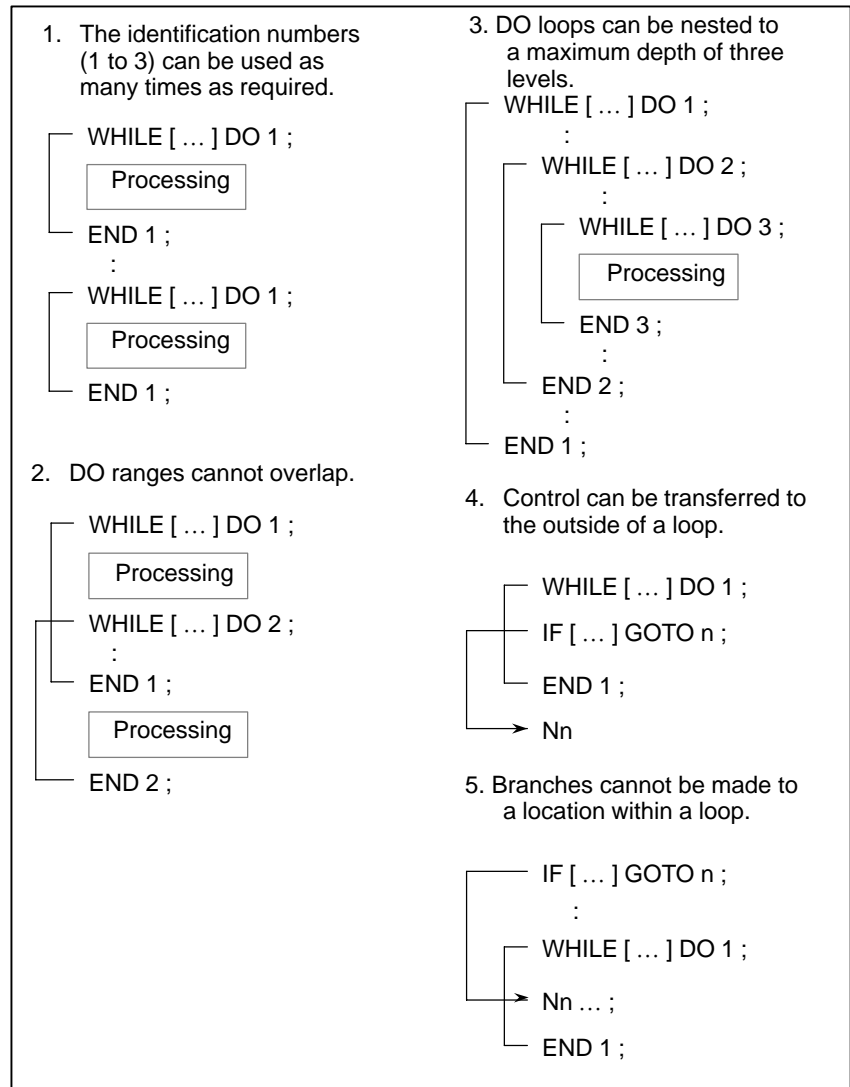 1. The identification numbers
(1 to 3) can be used as
many times as required.
WHILE [ … ] DO 1 ;
Processing
END 1 ;
:
WHILE [ … ] DO 1 ;
Processing
END 1 ;
2. DO ranges cannot overlap.
WHILE [ … ] DO 1 ;
Processing
WHILE [ … ] DO 2 ;
:
END 1 ;
Processing
END 2 ;
3. DO loops can be nested to
a maximum depth of three
levels.
WHILE [ … ] DO 1 ;
:
WHILE [ … ] DO 2 ;
:
WHILE [ … ] DO 3 ;
Processing
END 3 ;
:
END 2 ;
:
END 1 ;
4. Control can be transferred to
the outside of a loop.
WHILE [ … ] DO 1 ;
IF [ … ] GOTO n ;
END 1 ;
Nn
5. Branches cannot be made to
a location within a loop.
IF [ … ] GOTO n ;
:
WHILE [ … ] DO 1 ;
Nn … ;
END 1 ;